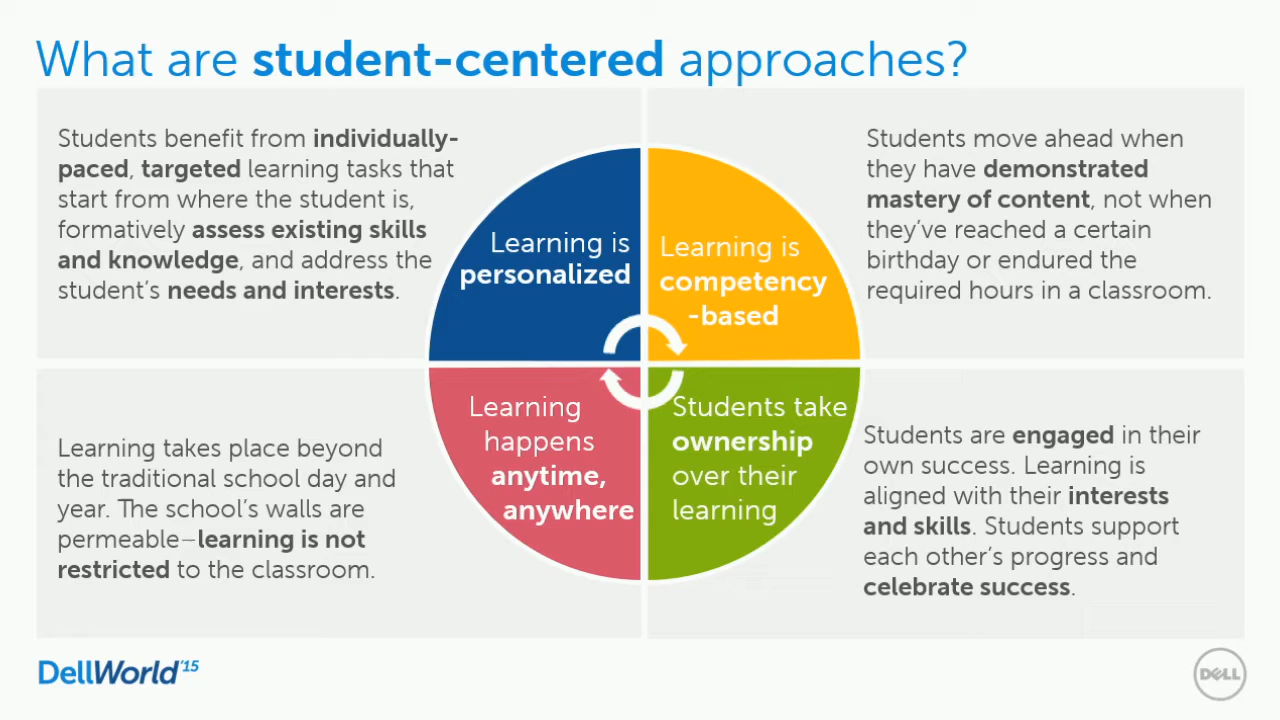 What are student-centered approaches?
Students benefit from individually-
paced, targeted learning tasks that
start from where the student is,
formatively assess existing skills
and knowledge, and address the
student’s needs and interests.
Learning is
personalized
Learning is
competency
-based
Students move ahead when
they have demonstrated
mastery of content, not when
they’ve reached a certain
birthday or endured the
required hours in a classroom.
Learning takes place beyond
the traditional school day and
year. The school’s walls are
permeable–learning is not
restricted to the classroom.
Learning
happens
anytime,
anywhere
Students take
ownership
over their
learning
Students are engaged in their
own success. Learning is
aligned with their interests
and skills. Students support
each other’s progress and
celebrate success.
DellWorld'15
DELL